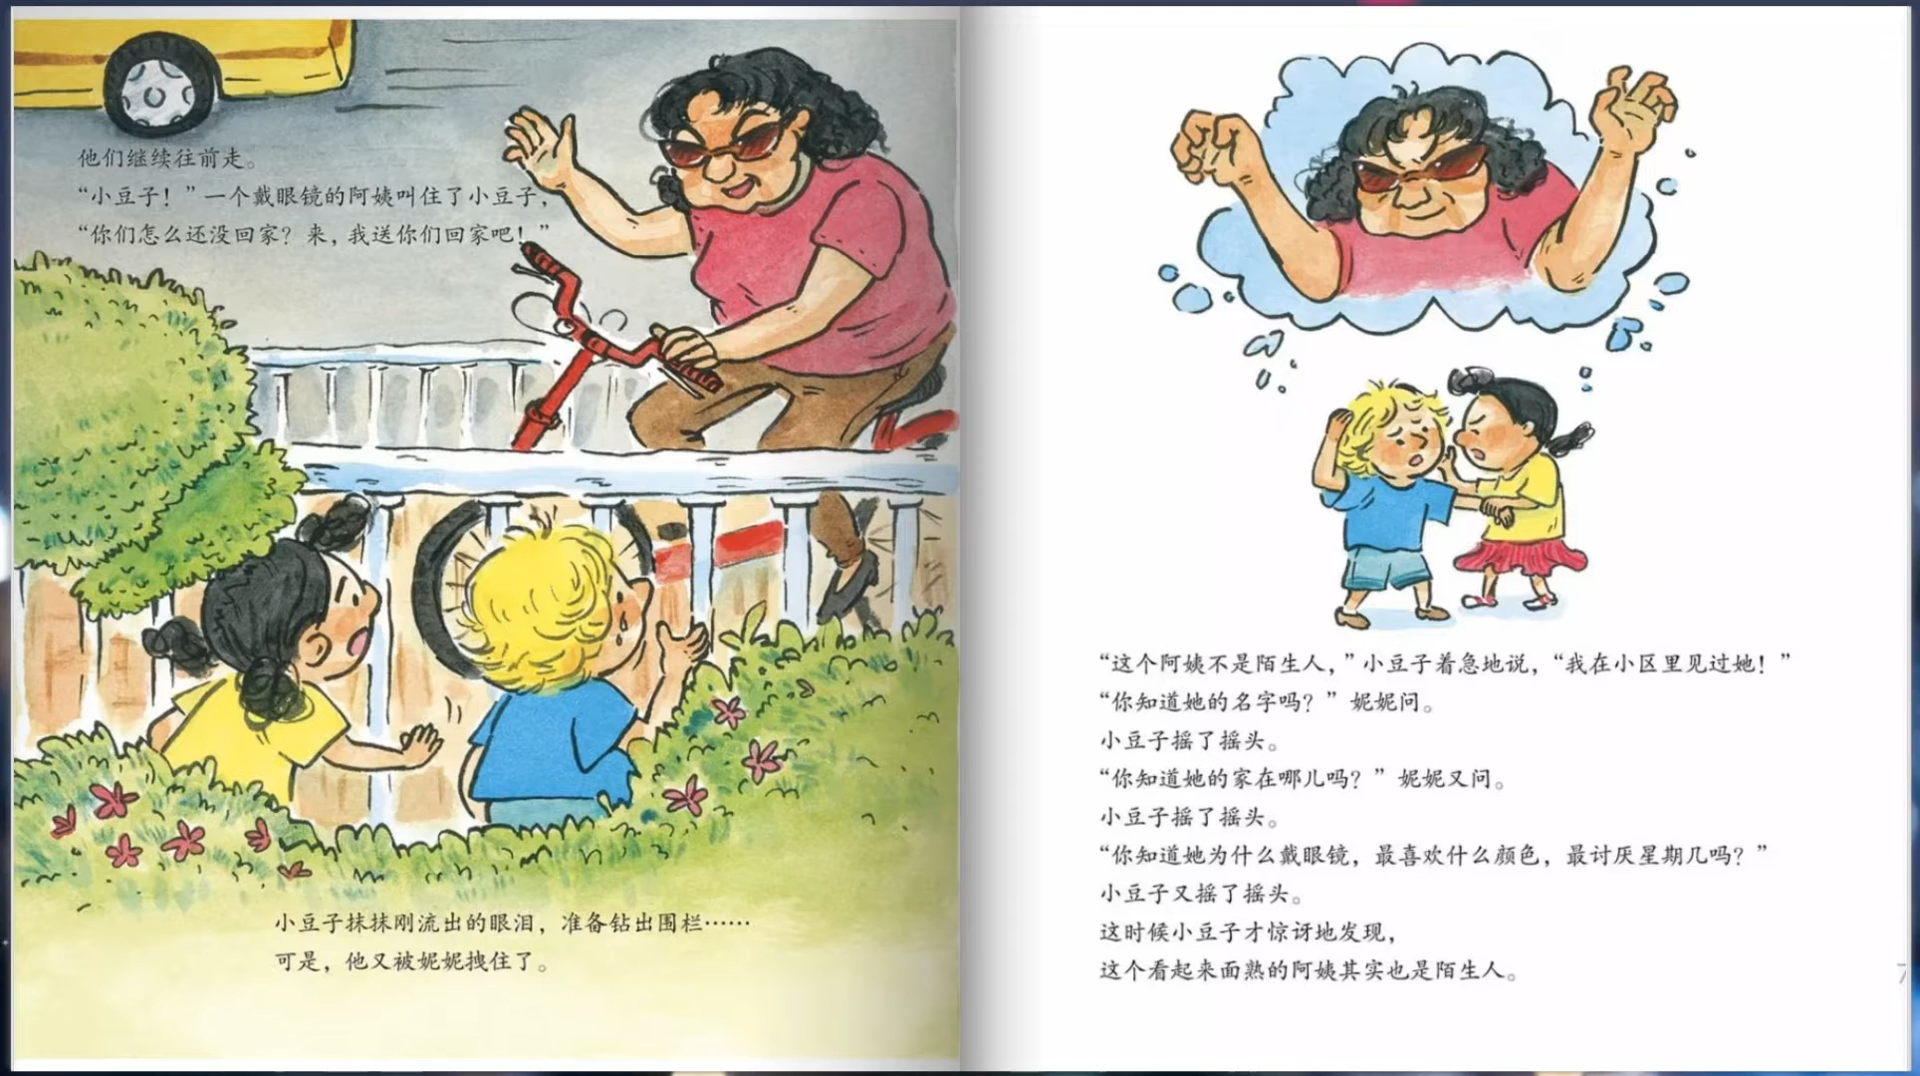 他们继续往前走。
“小豆子！”一个戴眼镜的阿姨叫住了小豆子，
“你们怎么还没回家？来，我送你们回家吧！”
小豆子抹抹刚流出的眼泪，准备钻出围栏……
可是，他又被妮妮拽住了。
“这个阿姨不是陌生人，”小豆子着急地说，“我在小区里见过她！”
“你知道她的名字吗？”妮妮问。
小豆子摇了摇头。
“你知道她的家在哪儿吗？”妮妮又问。
小豆子摇了摇头。
“你知道她为什么戴眼镜，最喜欢什么颜色，最讨厌星期几吗？”
小豆子又摇了摇头。
这时候小豆子才惊讶地发现，
这个看起来面熟的阿姨其实也是陌生人。